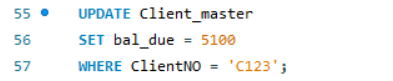 55 UPDATE Client_master
56 SET bal_due = 5100
57 WHERE ClientNO = 'C123';